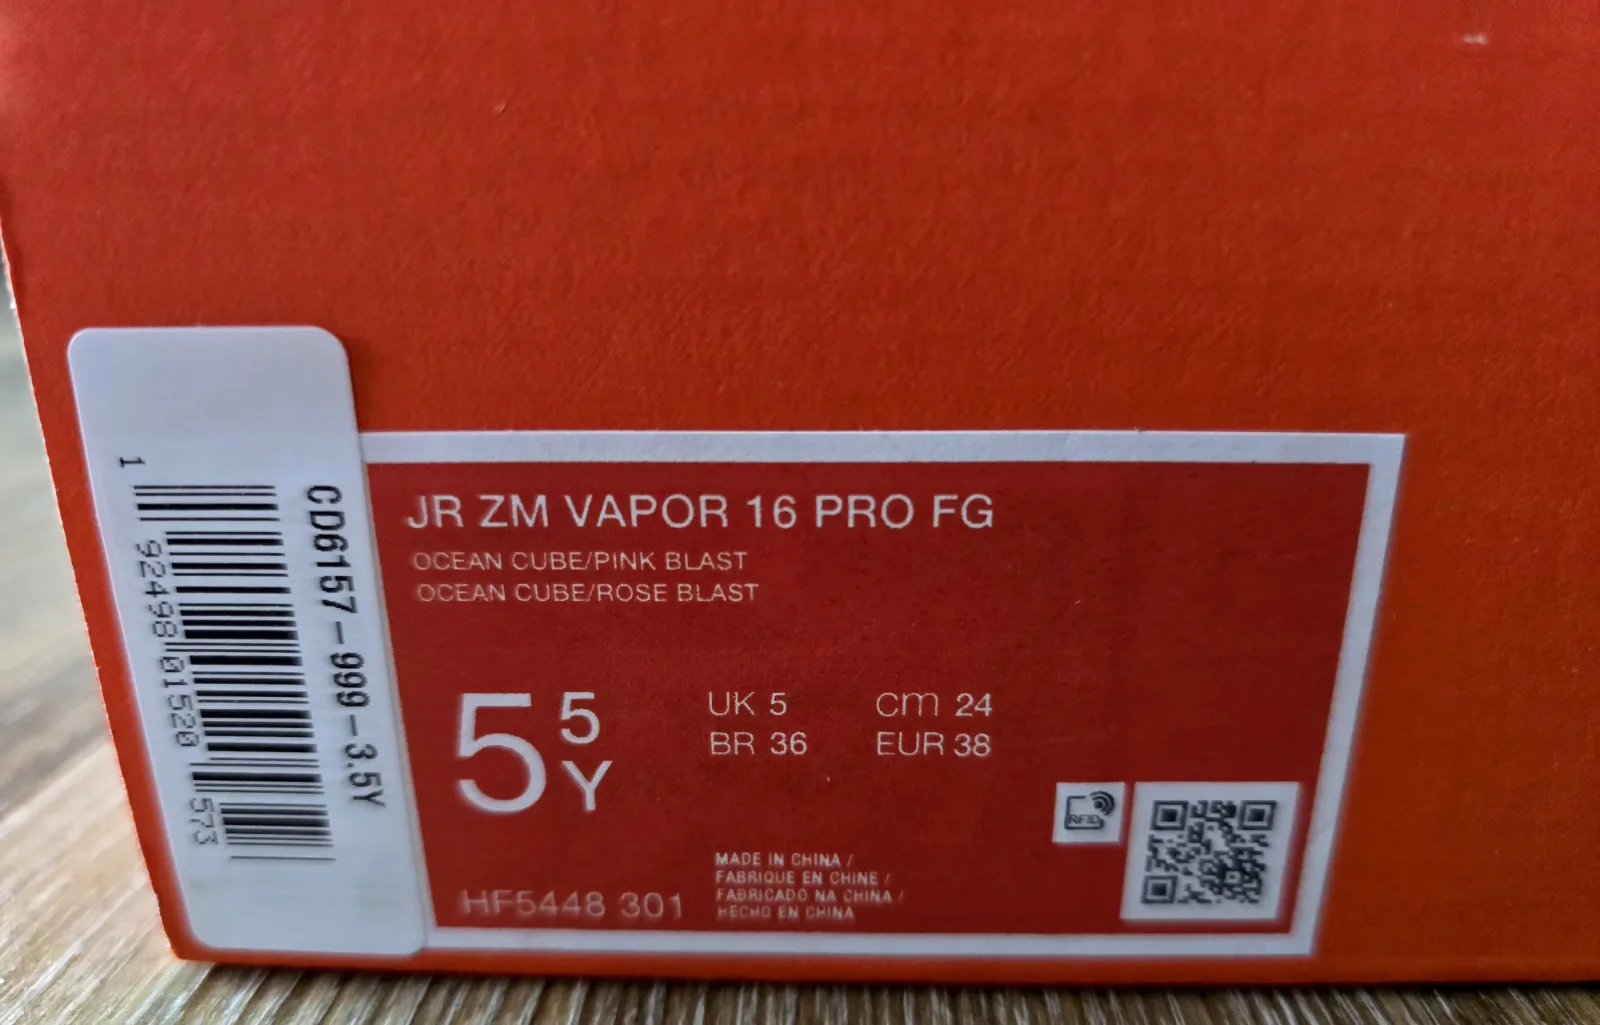 1 92498 01520 573
CD6157-999-3.5Y
JR ZM VAPOR 16 PRO FG
OCEAN CUBE/PINK BLAST
OCEAN CUBE/ROSE BLAST
5 5Y
UK 5 cm 24
BR 36 EUR 38
RFID
MADE IN CHINA /
FABRIQUE EN CHINE /
FABRICADO NA CHINA /
HECHO EN CHINA
HF5448 301